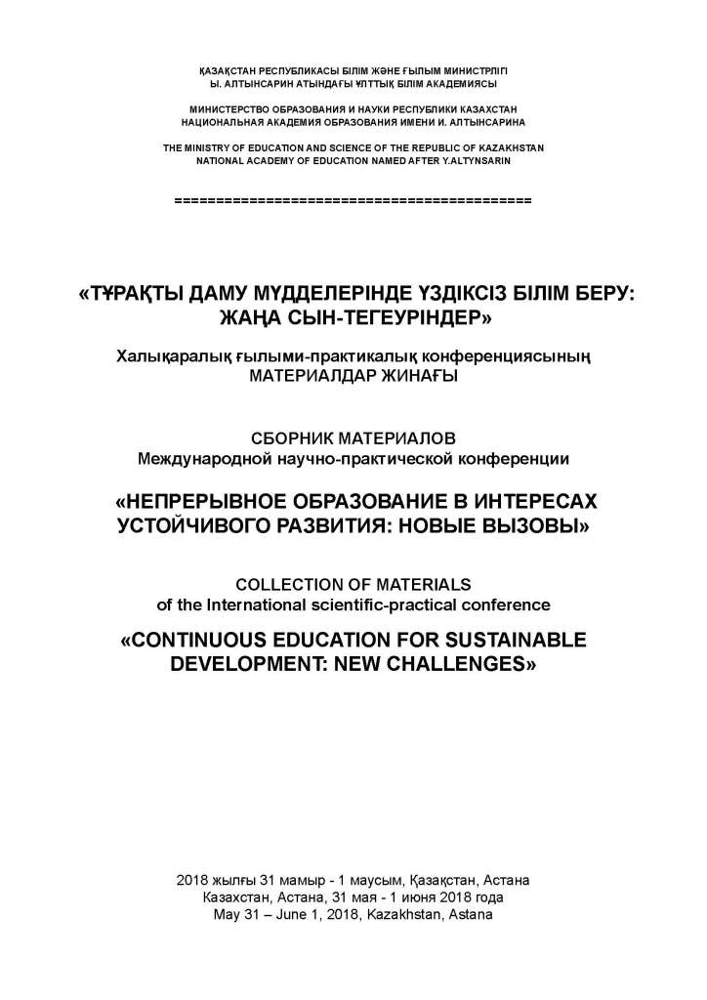 ҚАЗАҚСТАН РЕСПУБЛИКАСЫ БІЛІМ ЖӘНЕ ҒЫЛЫМ МИНИСТРЛІГІ
Ы. АЛТЫНСАРИН АТЫНДАҒЫ ҰЛТТЫҚ БІЛІМ АКАДЕМИЯСЫ
МИНИСТЕРСТВО ОБРАЗОВАНИЯ И НАУКИ РЕСПУБЛИКИ КАЗАХСТАН
НАЦИОНАЛЬНАЯ АКАДЕМИЯ ОБРАЗОВАНИЯ ИМЕНИ И. АЛТЫНСАРИНА
THE MINISTRY OF EDUCATION AND SCIENCE OF THE REPUBLIC OF KAZAKHSTAN
NATIONAL ACADEMY OF EDUCATION NAMED AFTER Y.ALTYNSARIN
===========================================
«ТҰРАҚТЫ ДАМУ МҮДДЕЛЕРІНДЕ ҮЗДІКСІЗ БІЛІМ БЕРУ:
ЖАҢА СЫН-ТЕГЕУРІНДЕР»
Халықаралық ғылыми-практикалық конференциясының
МАТЕРИАЛДАР ЖИНАҒЫ
СБОРНИК МАТЕРИАЛОВ
Международной научно-практической конференции
«НЕПРЕРЫВНОЕ ОБРАЗОВАНИЕ В ИНТЕРЕСАХ
УСТОЙЧИВОГО РАЗВИТИЯ: НОВЫЕ ВЫЗОВЫ»
COLLECTION OF MATERIALS
of the International scientific-practical conference
«CONTINUOUS EDUCATION FOR SUSTAINABLE
DEVELOPMENT: NEW CHALLENGES»
2018 жылғы 31 мамыр - 1 маусым, Қазақстан, Астана
Казахстан, Астана, 31 мая - 1 июня 2018 года
May 31 – June 1, 2018, Kazakhstan, Astana